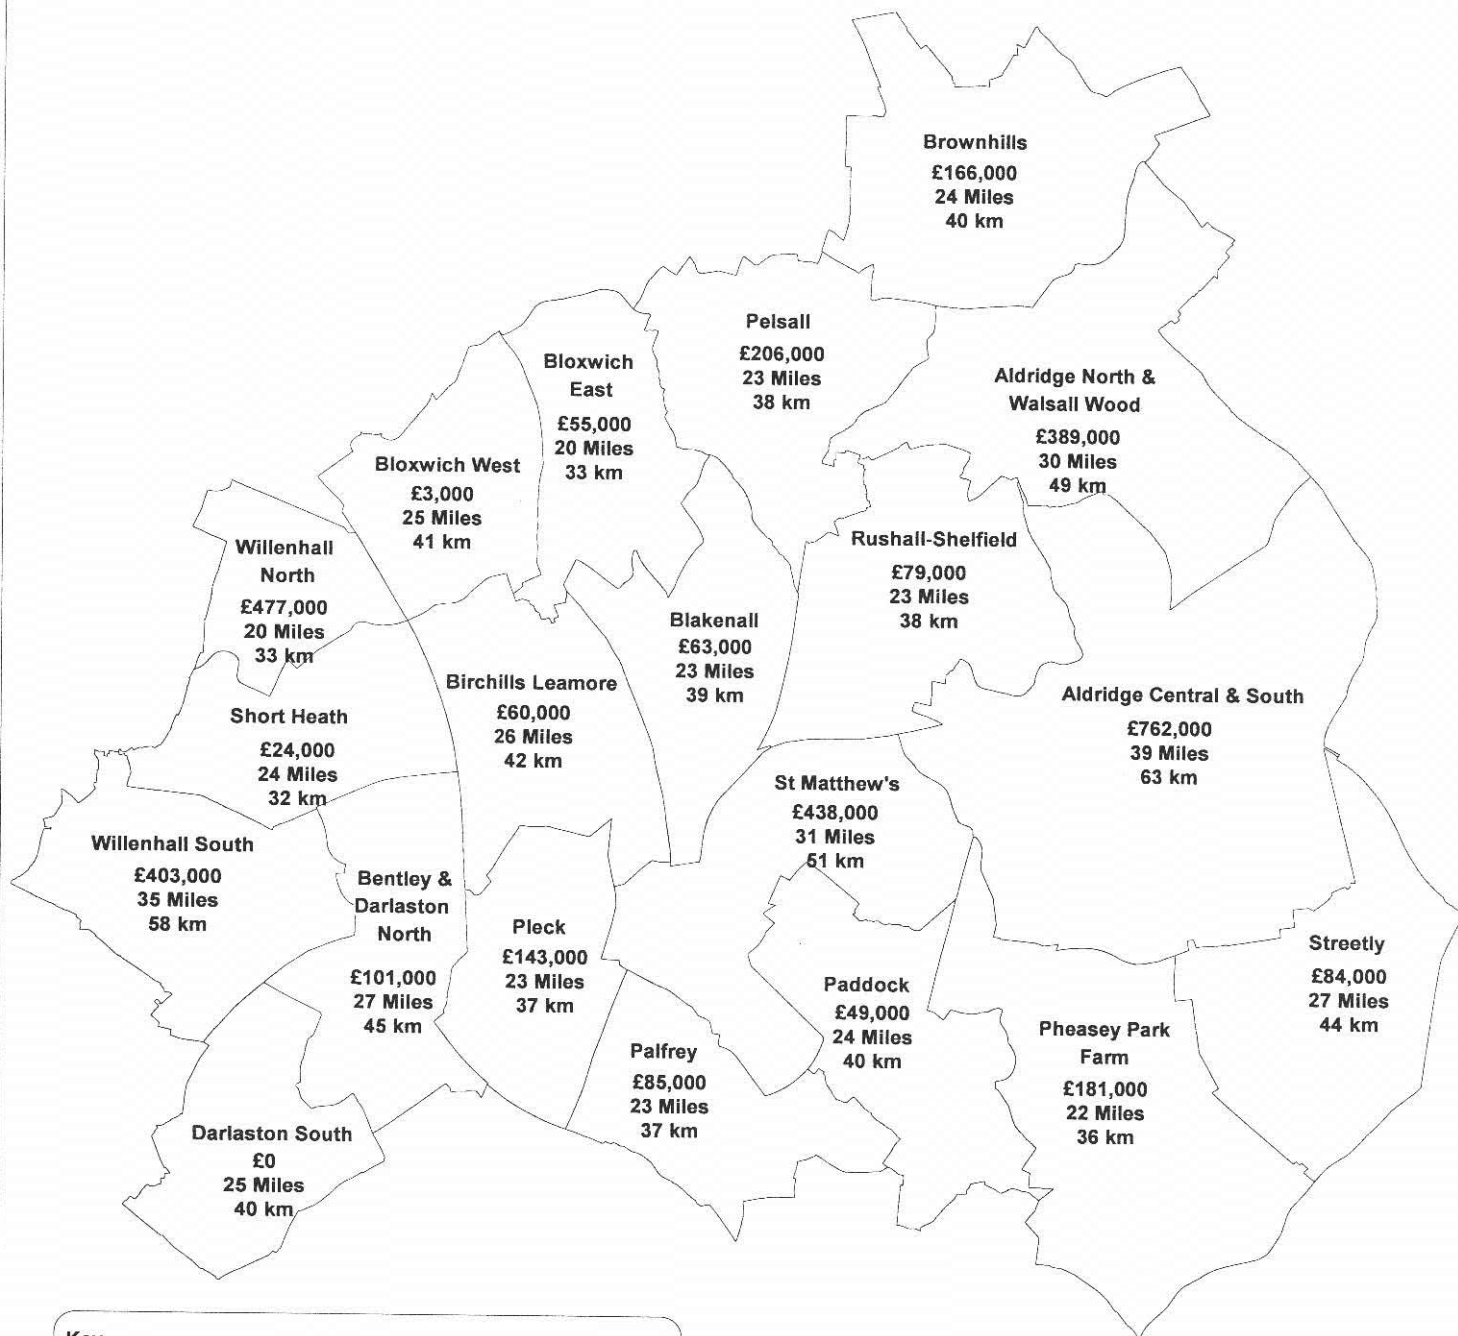 Brownhills
£166,000
24 Miles
40 km
Pelsall
£206,000
23 Miles
38 km
Bloxwich
East
£55,000
20 Miles
33 km
Aldridge North &
Walsall Wood
£389,000
30 Miles
49 km
Bloxwich West
£3,000
25 Miles
41 km
Willenhall
North
£477,000
20 Miles
33 km
Rushall-Shelfield
£79,000
23 Miles
38 km
Blakenall
£63,000
23 Miles
39 km
Birchills Leamore
£60,000
26 Miles
42 km
Aldridge Central & South
£762,000
39 Miles
63 km
Short Heath
£24,000
24 Miles
32 km
St Matthew's
£438,000
31 Miles
51 km
Willenhall South
£403,000
35 Miles
58 km
Bentley &
Darlaston
North
£101,000
27 Miles
45 km
Pleck
£143,000
23 Miles
37 km
Streetly
£84,000
27 Miles
44 km
Paddock
£49,000
24 Miles
40 km
Pheasey Park
Farm
£181,000
22 Miles
36 km
Palfrey
£85,000
23 Miles
37 km
Darlaston South
£0
25 Miles
40 km
Key